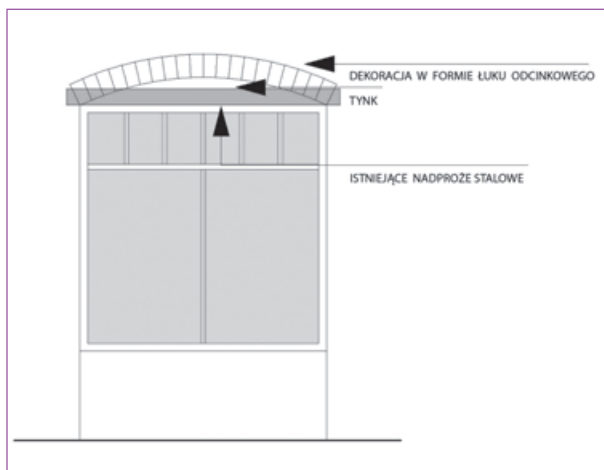 DEKORACJA W FORMIE ŁUKU ODCINKOWEGO
TYNK
ISTNIEJĄCE NADPROŻE STALOWE